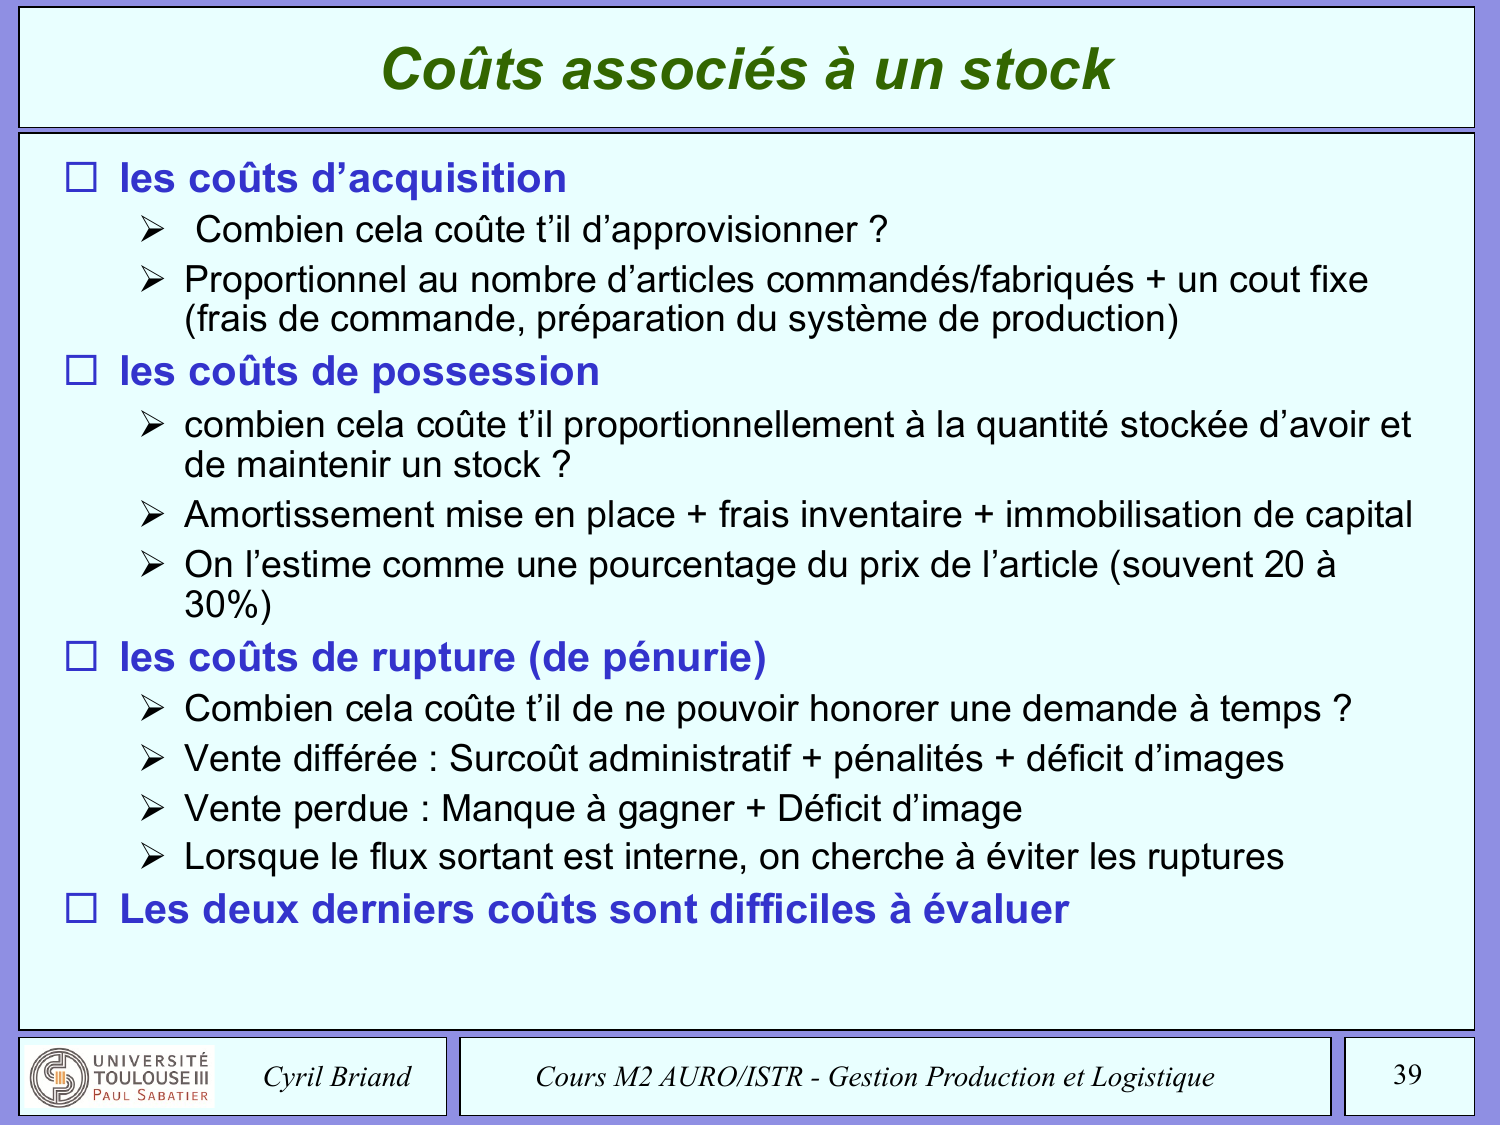 Coûts associés à un stock
les coûts d’acquisition
Combien cela coûte t’il d’approvisionner ?
Proportionnel au nombre d’articles commandés/fabriqués + un cout fixe
(frais de commande, préparation du système de production)
les coûts de possession
combien cela coûte t’il proportionnellement à la quantité stockée d’avoir et
de maintenir un stock ?
Amortissement mise en place + frais inventaire + immobilisation de capital
On l’estime comme une pourcentage du prix de l’article (souvent 20 à
30%)
les coûts de rupture (de pénurie)
Combien cela coûte t’il de ne pouvoir honorer une demande à temps ?
Vente différée : Surcoût administratif + pénalités + déficit d’images
Vente perdue : Manque à gagner + Déficit d’image
Lorsque le flux sortant est interne, on cherche à éviter les ruptures
Les deux derniers coûts sont difficiles à évaluer
UNIVERSITÉ
TOULOUSE III
PAUL SABATIER
Cyril Briand
Cours M2 AURO/ISTR - Gestion Production et Logistique
39